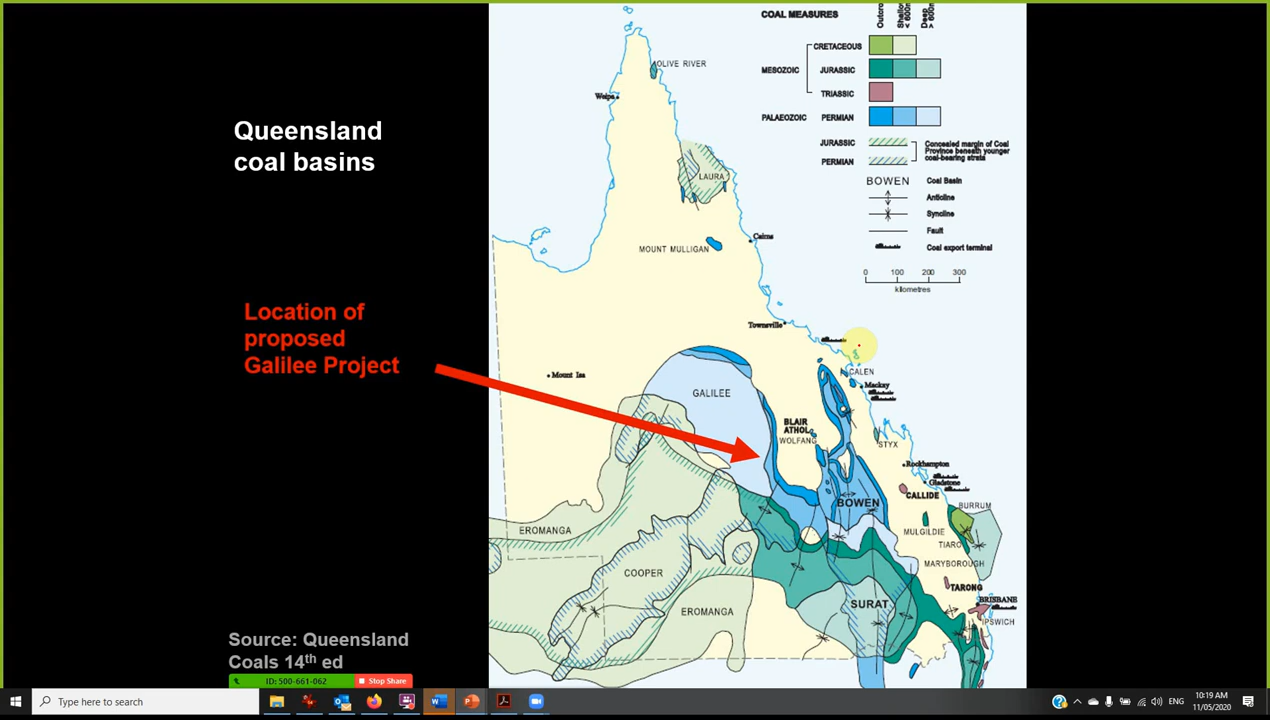 Queensland
coal basins
Location of
proposed
Galilee Project
Source: Queensland
Coals 14th ed
ID: 500-661-062
Stop Share
COAL MEASURES
Deep
> 600m
CRETACEOUS
MESOZOIC
JURASSIC
TRIASSIC
PALAEOZOIC
PERMIAN
JURASSIC
PERMIAN
Concealed margin of Coal
Province beneath younger
coal-bearing strata
BOWEN
Coal Basin
Anticline
Syncline
Fault
Coal export terminal
0 100 200 300
kilometres
OLIVE RIVER
Weipa
LAURA
Cairns
MOUNT MULLIGAN
Townsville
Mount Isa
CALEN
Mackay
GALILEE
BLAIR
ATHOL
WOLFANG
STYX
Rockhampton
Gladstone
CALLIDE
BOWEN
BURRUM
EROMANGA
MULGILDIE
TIARO
MARYBOROUGH
COOPER
TARONG
BRISBANE
SURAT
EROMANGA
IPSWICH
Type here to search
ENG
10:19 AM
11/05/2020